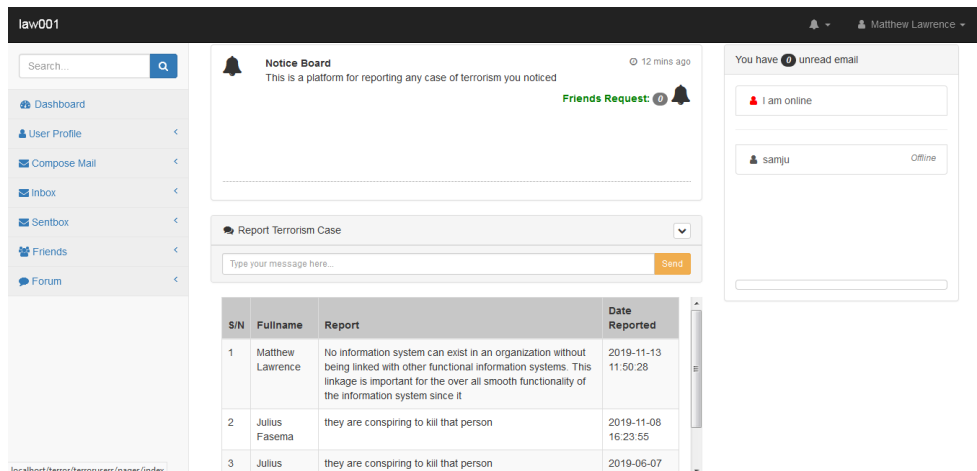 law001
Matthew Lawrence
Search...
Dashboard
User Profile
Compose Mail
Inbox
Sentbox
Friends
Forum
Notice Board
12 mins ago
This is a platform for reporting any case of terrorism you noticed
Friends Request: 0
Report Terrorism Case
Type your message here...
Send
S/N Fullname Report Date Reported
1 Matthew Lawrence No information system can exist in an organization without 2019-11-13 11:50:28
being linked with other functional information systems. This
linkage is important for the over all smooth functionality of
the information system since it
2 Julius Fasema they are conspiring to kiil that person 2019-11-08 16:23:55
3 Julius they are conspiring to kiil that person 2019-06-07
You have 0 unread email
I am online
samju Offline
localhost/terror/terrorusers/pages/index